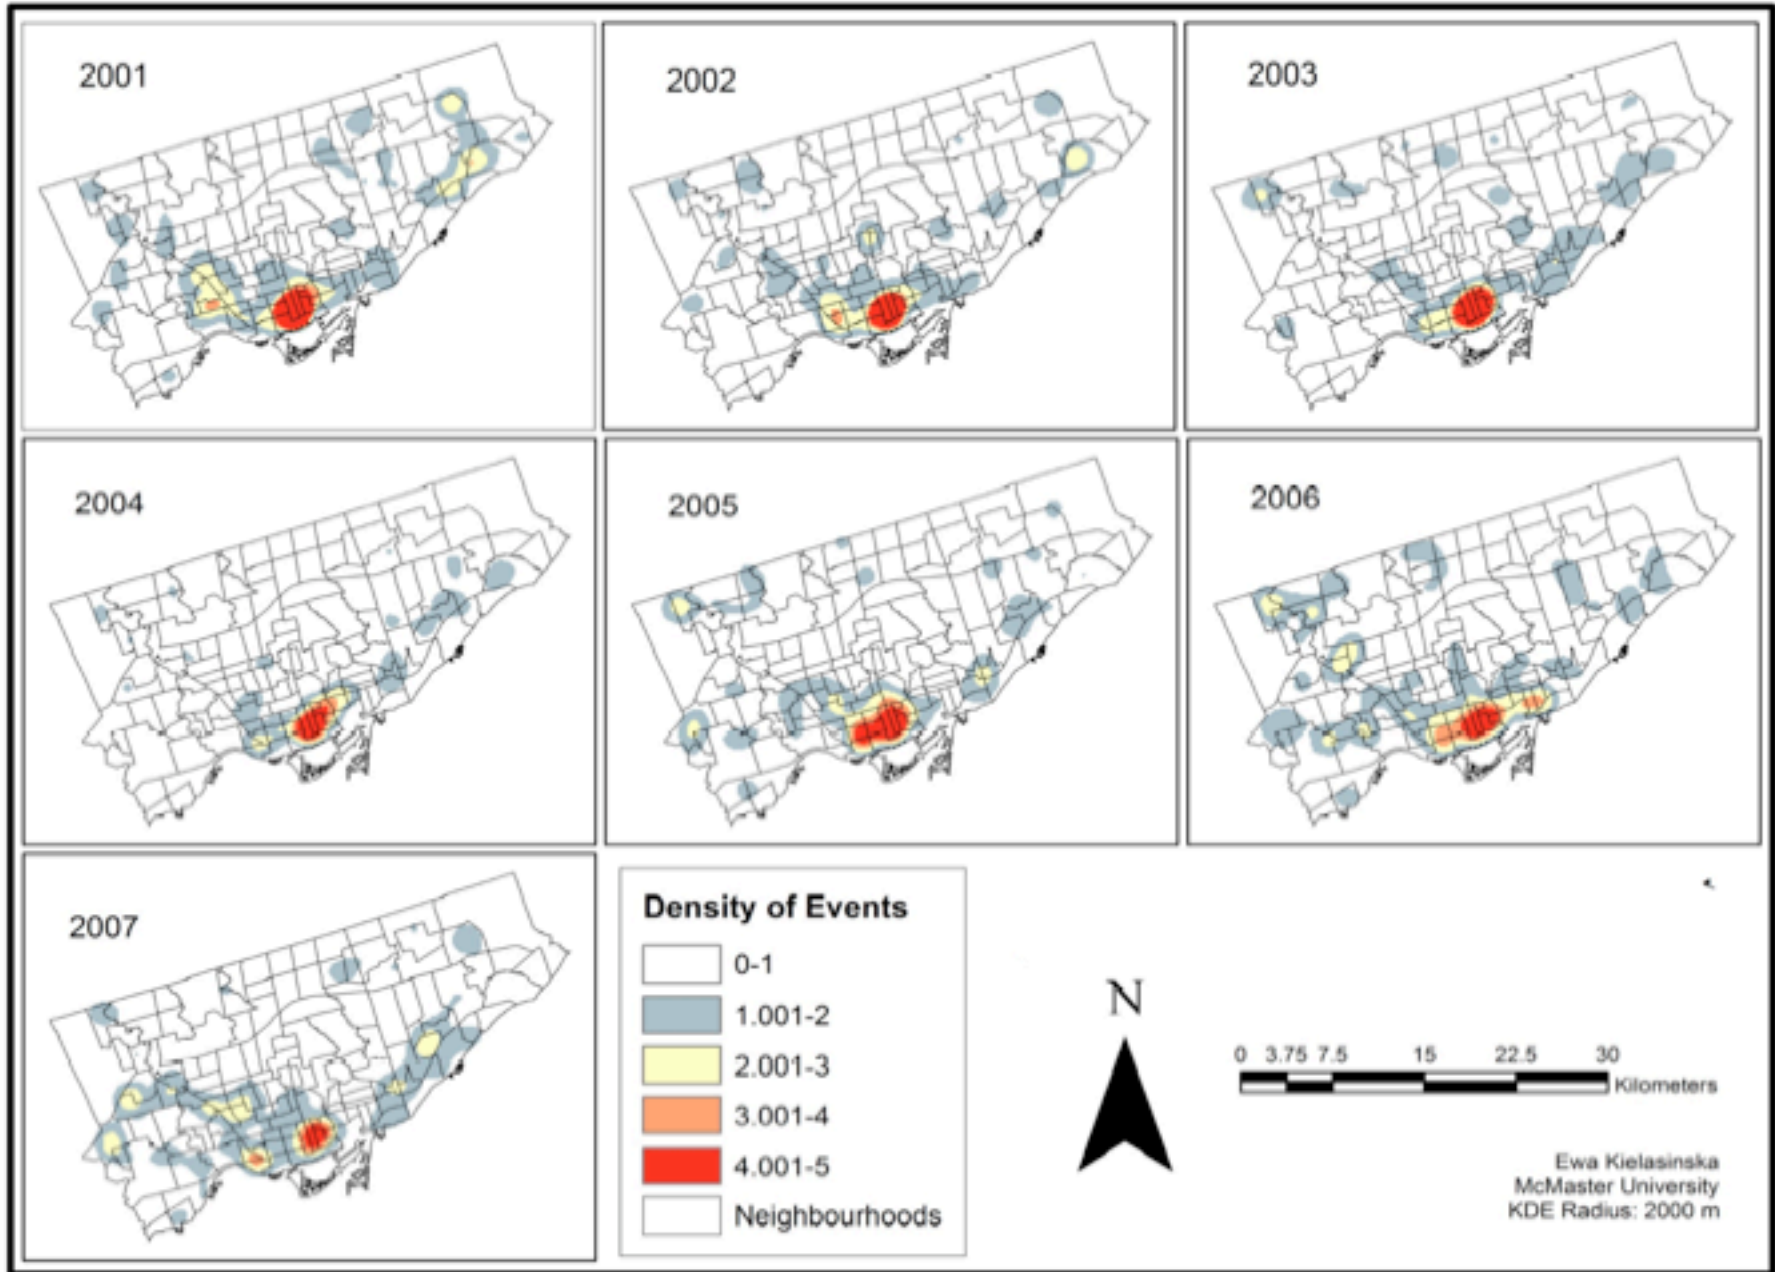 2001
2002
2003
2004
2005
2006
2007
Density of Events
0-1
1.001-2
2.001-3
3.001-4
4.001-5
Neighbourhoods
N
0 3.75 7.5 15 22.5 30
Kilometers
Ewa Kielasinska
McMaster University
KDE Radius: 2000 m